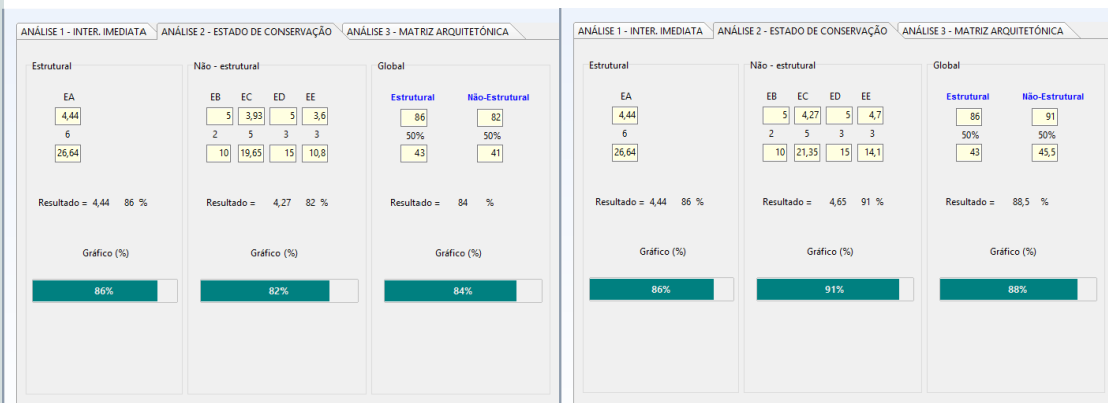 ANÁLISE 1 - INTER. IMEDIATA ANÁLISE 2 - ESTADO DE CONSERVAÇÃO ANÁLISE 3 - MATRIZ ARQUITETÓNICA
Estrutural Não - estrutural Global
EA EB EC ED EE Estrutural Não-Estrutural
4,44 5 3,93 5 3,6 86 82
6 2 5 3 3 50% 50%
26,64 10 19,65 15 10,8 43 41
Resultado = 4,44 86 % Resultado = 4,27 82 % Resultado = 84 %
Gráfico (%) Gráfico (%) Gráfico (%)
86% 82% 84%
ANÁLISE 1 - INTER. IMEDIATA ANÁLISE 2 - ESTADO DE CONSERVAÇÃO ANÁLISE 3 - MATRIZ ARQUITETÓNICA
Estrutural Não - estrutural Global
EA EB EC ED EE Estrutural Não-Estrutural
4,44 5 4,27 5 4,7 86 91
6 2 5 3 3 50% 50%
26,64 10 21,35 15 14,1 43 45,5
Resultado = 4,44 86 % Resultado = 4,65 91 % Resultado = 88,5 %
Gráfico (%) Gráfico (%) Gráfico (%)
86% 91% 88%